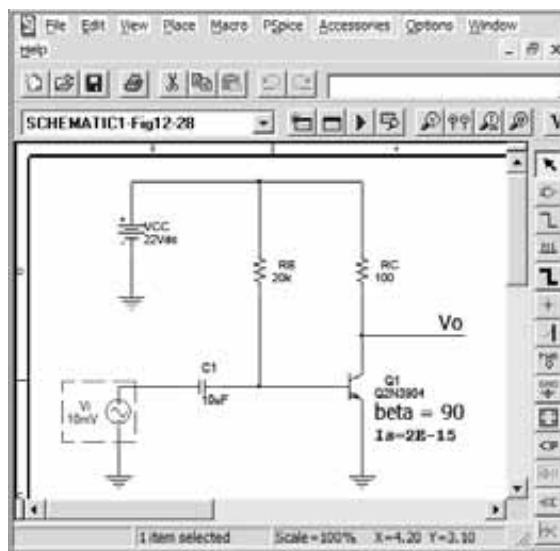 File Edit View Place Macro PSpice Accessories Options Window
Help
SCHEMATIC1-Fig12-28
VCC
22Vdc
RB
20k
RC
100
Vo
C1
10uF
Vi
10mV
Q1
Q2N3904
beta = 90
Is=2E-15
1 item selected Scale=100% X=4.20 Y=3.10